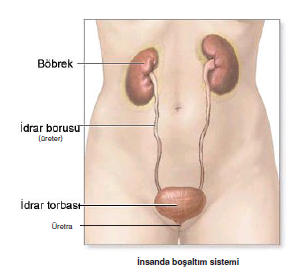 Böbrek
İdrar borusu
(üreter)
İdrar torbası
Üretra
İnsanda boşaltım sistemi